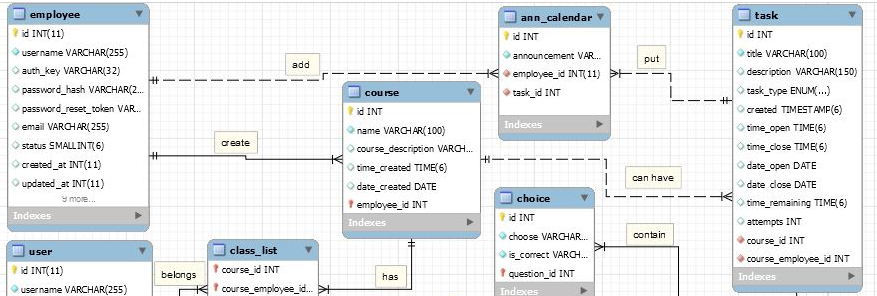 employee
id INT(11)
username VARCHAR(255)
auth_key VARCHAR(32)
password_hash VARCHAR(2...
password_reset_token VAR...
email VARCHAR(255)
status SMALLINT(6)
created_at INT(11)
updated_at INT(11)
9 more...
Indexes
add
create
course
id INT
name VARCHAR(100)
course_description VARCH...
time_created TIME(6)
date_created DATE
employee_id INT
Indexes
ann_calendar
id INT
announcement VAR...
employee_id INT(11)
task_id INT
Indexes
put
can have
task
id INT
title VARCHAR(100)
description VARCHAR(150)
task_type ENUM(...)
created TIMESTAMP(6)
time_open TIME(6)
time_close TIME(6)
date_open DATE
date_close DATE
time_remaining TIME(6)
attempts INT
course_id INT
course_employee_id INT
Indexes
choice
id INT
choose VARCHAR...
is_correct VARCH...
question_id INT
Indexes
contain
user
id INT(11)
username VARCHAR(255)
belongs
class_list
course_id INT
course_employee_id...
has